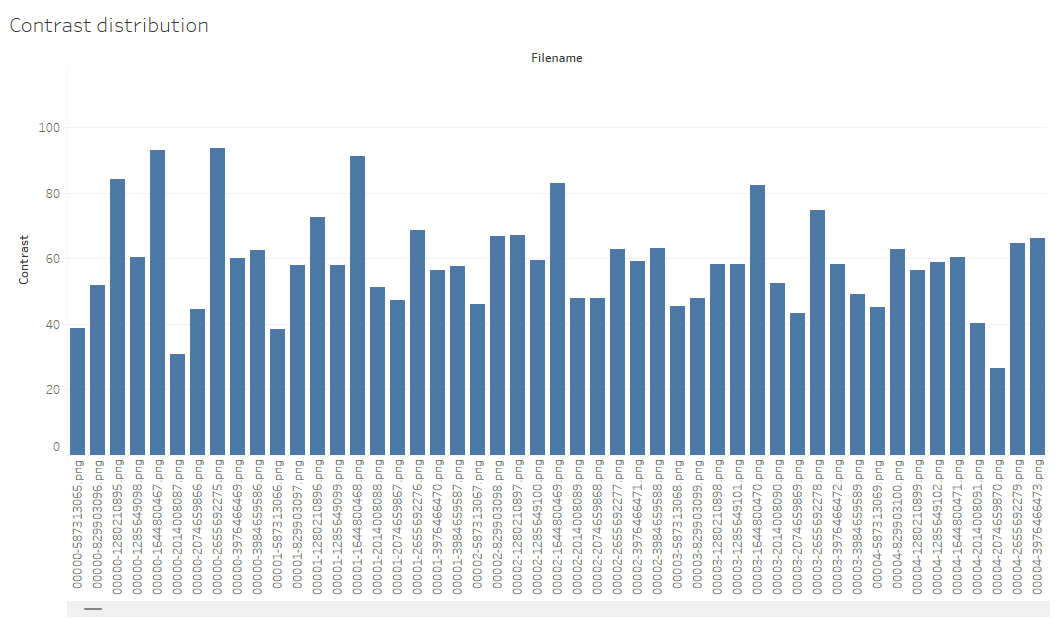 Contrast distribution
Filename
Contrast
100
80
60
40
20
0
00000-587313065.png
00000-829903096.png
00000-1280210895.png
00000-1285649098.png
00000-1644800467.png
00000-2014008087.png
00000-2074659866.png
00000-2655692275.png
00000-3976466469.png
00000-3984659586.png
00001-587313066.png
00001-829903097.png
00001-1280210896.png
00001-1285649099.png
00001-1644800468.png
00001-2014008088.png
00001-2074659867.png
00001-2655692276.png
00001-3976466470.png
00001-3984659587.png
00002-587313067.png
00002-829903098.png
00002-1280210897.png
00002-1285649100.png
00002-1644800469.png
00002-2014008089.png
00002-2074659868.png
00002-2655692277.png
00002-3976466471.png
00002-3984659588.png
00003-587313068.png
00003-829903099.png
00003-1280210898.png
00003-1285649101.png
00003-1644800470.png
00003-2014008090.png
00003-2074659869.png
00003-2655692278.png
00003-3976466472.png
00003-3984659589.png
00004-587313069.png
00004-829903100.png
00004-1280210899.png
00004-1285649102.png
00004-1644800471.png
00004-2014008091.png
00004-2074659870.png
00004-2655692279.png
00004-3976466473.png